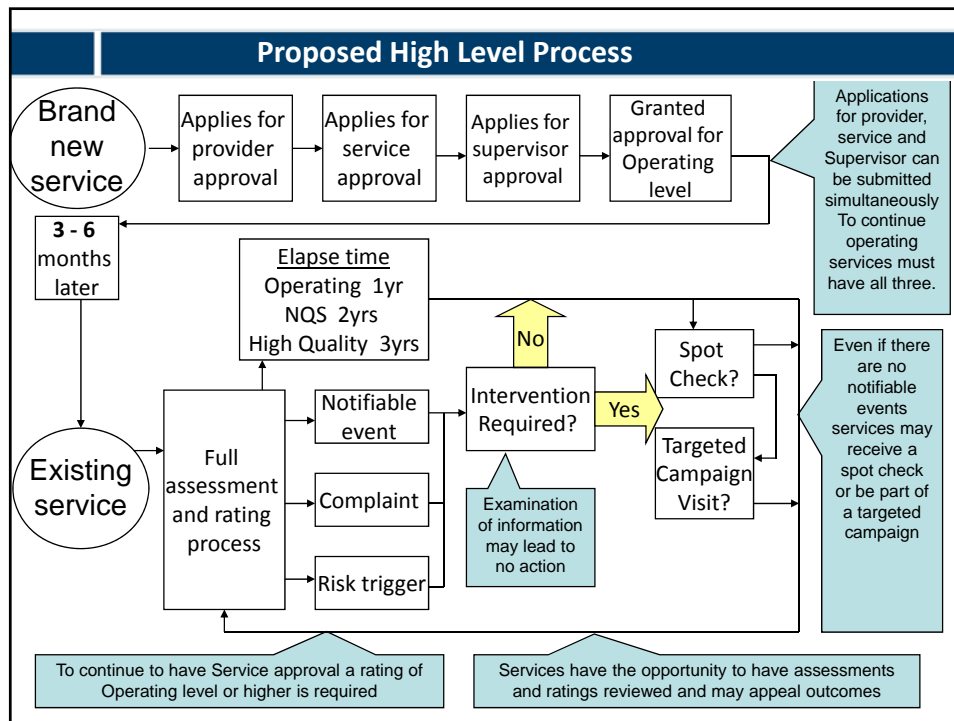 Proposed High Level Process
Brand
new
service
Applies for
provider
approval
Applies for
service
approval
Applies for
supervisor
approval
Granted
approval for
Operating
level
Applications
for provider,
service and
Supervisor can
be submitted
simultaneously
To continue
operating
services must
have all three.
3 - 6
months
later
Elapse time
Operating 1yr
NQS 2yrs
High Quality 3yrs
No
Spot
Check?
Even if there
are no
notifiable
events
services may
receive a
spot check
or be part of
a targeted
campaign
Notifiable
event
Intervention
Required?
Yes
Existing
service
Full
assessment
and rating
process
Complaint
Targeted
Campaign
Visit?
Examination
of information
may lead to
no action
Risk trigger
To continue to have Service approval a rating of
Operating level or higher is required
Services have the opportunity to have assessments
and ratings reviewed and may appeal outcomes